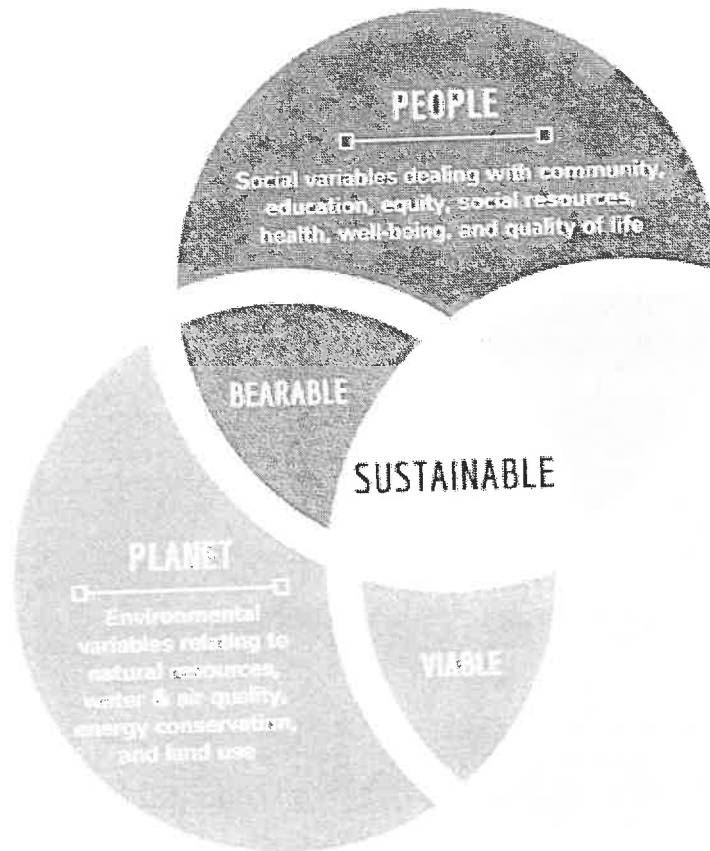 PEOPLE
Social variables dealing with community,
education, equity, social resources,
health, well-being, and quality of life
BEARABLE
SUSTAINABLE
PLANET
Environmental
variables relating to
natural resources,
water & air quality,
energy conservation,
and land use
VIABLE